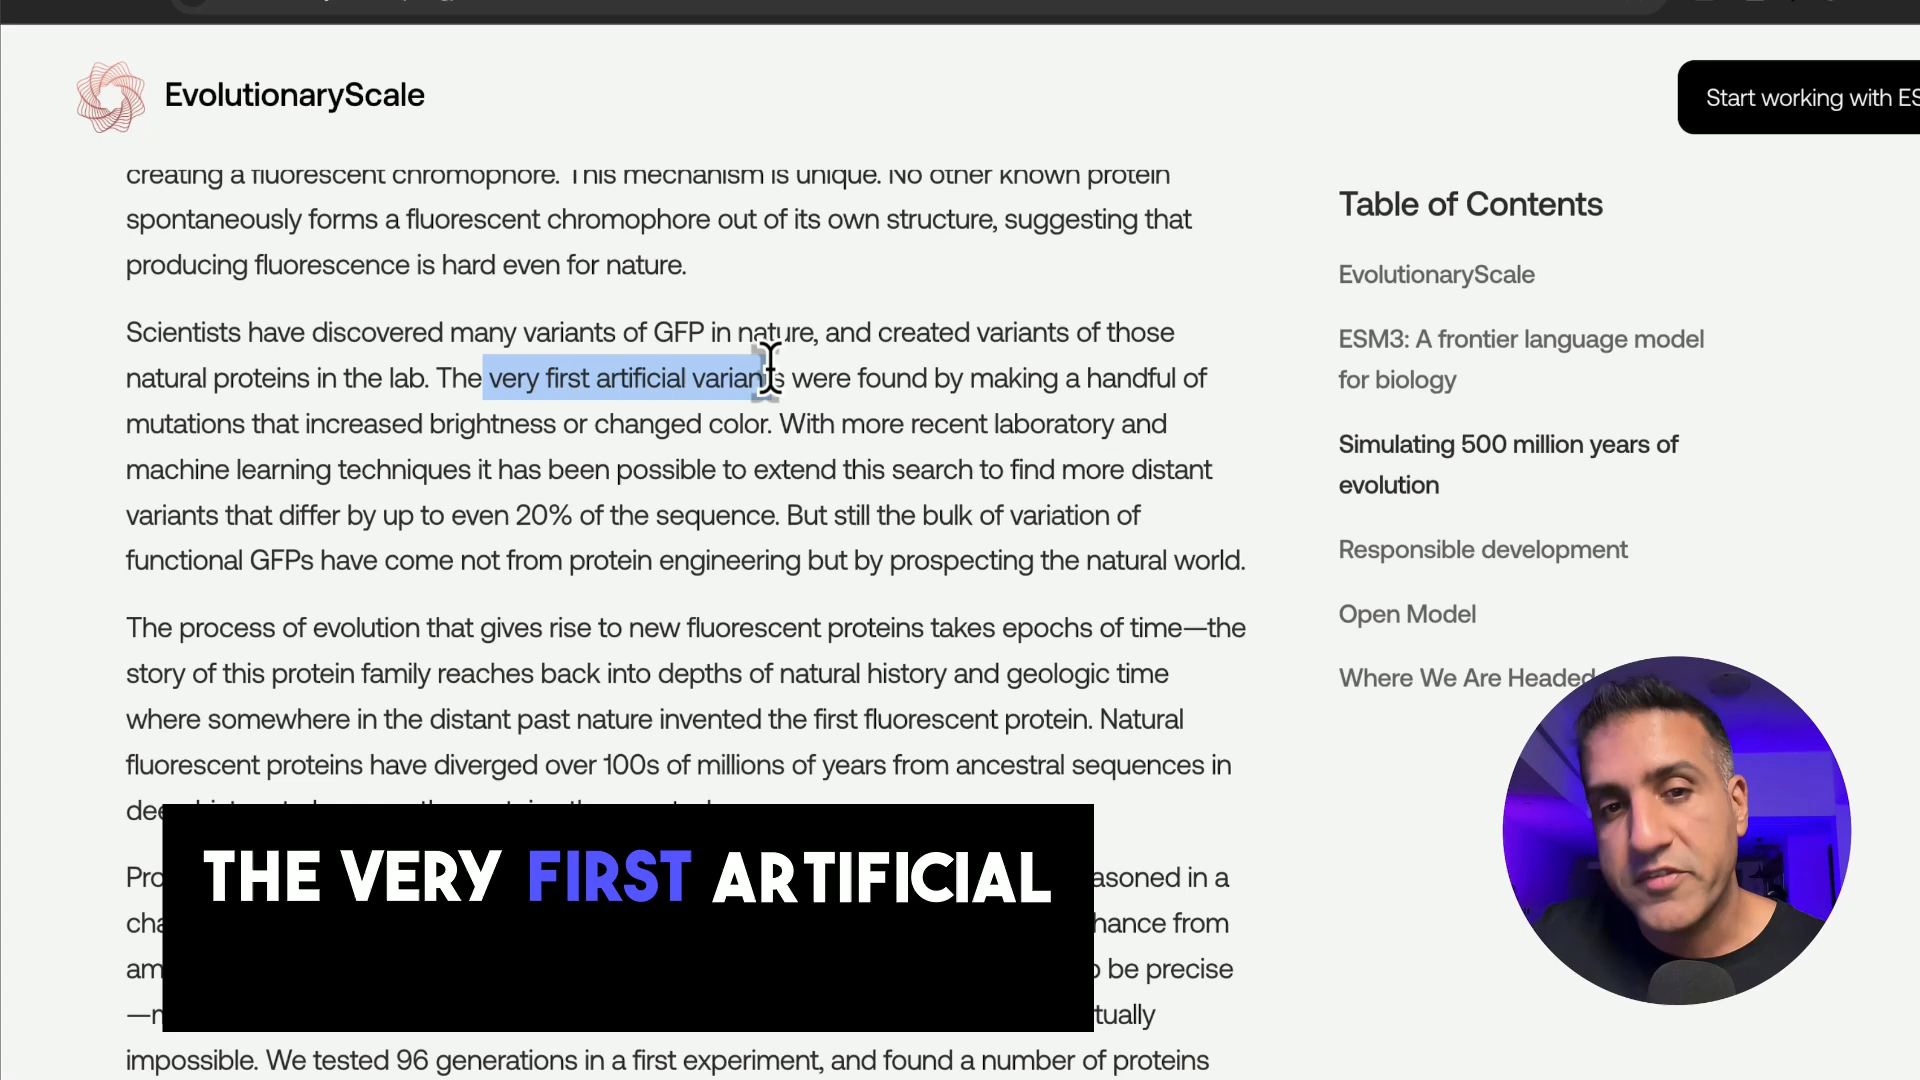 EvolutionaryScale
Start working with ES
creating a fluorescent chromophore. This mechanism is unique. No other known protein
spontaneously forms a fluorescent chromophore out of its own structure, suggesting that
producing fluorescence is hard even for nature.
Scientists have discovered many variants of GFP in nature, and created variants of those
natural proteins in the lab. The very first artificial variants were found by making a handful of
mutations that increased brightness or changed color. With more recent laboratory and
machine learning techniques it has been possible to extend this search to find more distant
variants that differ by up to even 20% of the sequence. But still the bulk of variation of
functional GFPs have come not from protein engineering but by prospecting the natural world.
The process of evolution that gives rise to new fluorescent proteins takes epochs of time—the
story of this protein family reaches back into depths of natural history and geologic time
where somewhere in the distant past nature invented the first fluorescent protein. Natural
fluorescent proteins have diverged over 100s of millions of years from ancestral sequences in
Pro asoned in a
cha hance from
am o be precise
—m tually
impossible. We tested 96 generations in a first experiment, and found a number of proteins
THE VERY FIRST ARTIFICIAL
Table of Contents
EvolutionaryScale
ESM3: A frontier language model
for biology
Simulating 500 million years of
evolution
Responsible development
Open Model
Where We Are Headed